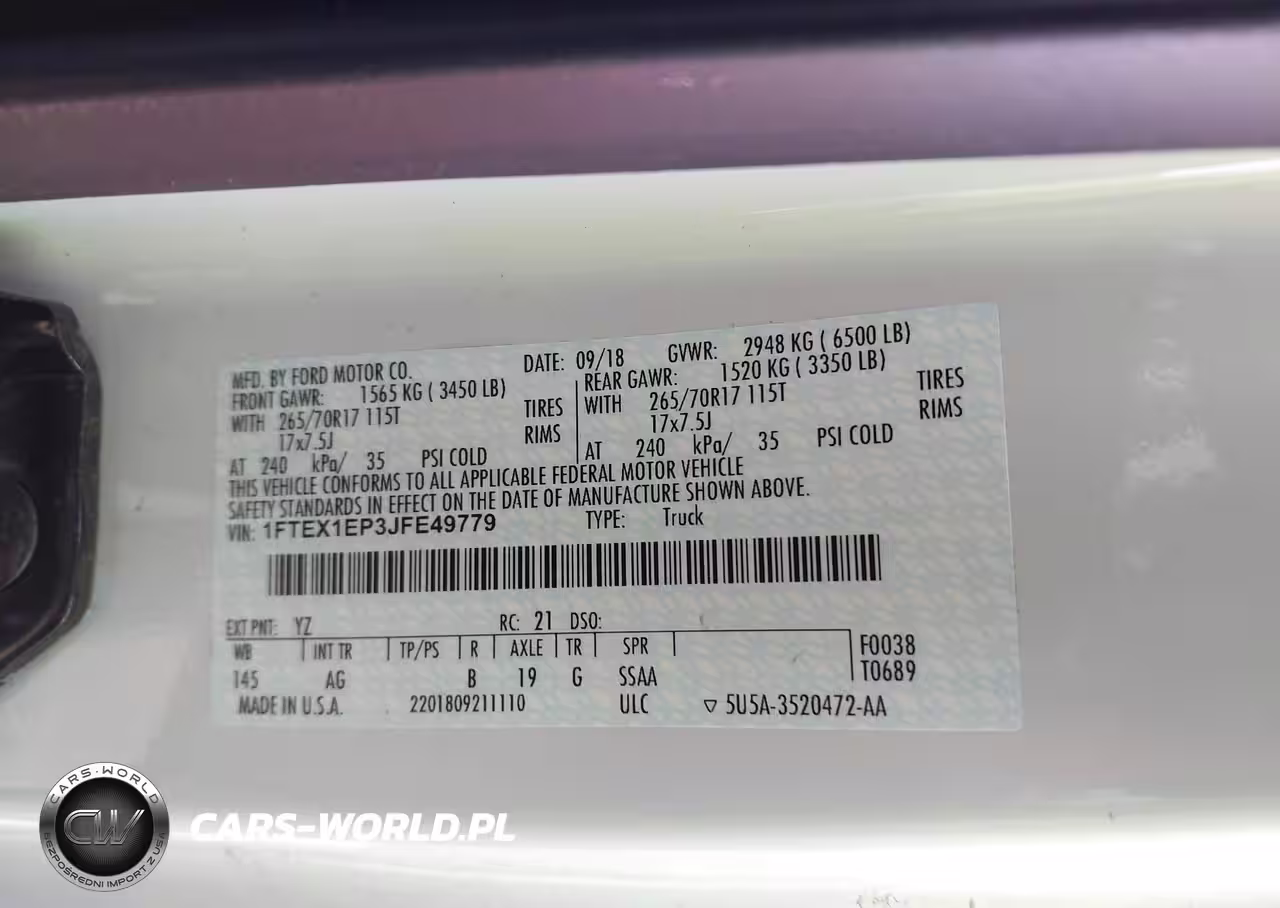 MFD. BY FORD MOTOR CO. DATE: 09/18 GVWR: 2948 KG ( 6500 LB)
FRONT GAWR: 1565 KG ( 3450 LB) REAR GAWR: 1520 KG ( 3350 LB)
WITH 265/70R17 115T TIRES WITH 265/70R17 115T TIRES
17x7.5J RIMS 17x7.5J RIMS
AT 240 kPa/ 35 PSI COLD AT 240 kPa/ 35 PSI COLD
THIS VEHICLE CONFORMS TO ALL APPLICABLE FEDERAL MOTOR VEHICLE
SAFETY STANDARDS IN EFFECT ON THE DATE OF MANUFACTURE SHOWN ABOVE.
VIN: 1FTEX1EP3JFE49779 TYPE: Truck
EXT PNT: YZ RC: 21 DSO:
WB INT TR TP/PS R AXLE TR SPR F0038
145 AG B 19 G SSAA T0689
MADE IN U.S.A. 2201809211110 ULC ▽ 5U5A-3520472-AA
CARS-WORLD
CW
BEZPOŚREDNI IMPORT Z USA
CARS-WORLD.PL